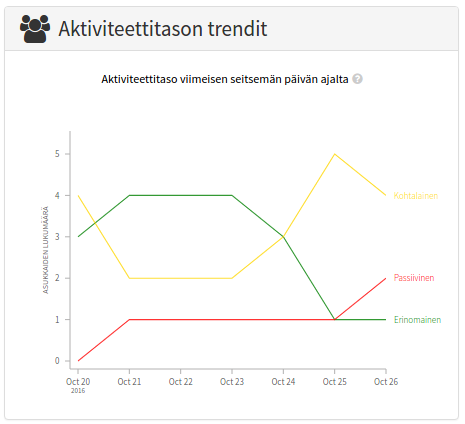 Aktiviteettitason trendit
Aktiviteettitaso viimeisen seitsemän päivän ajalta ?
ASUKKAIDEN LUKUMÄÄRÄ
5
4
3
2
1
0
Kohtalainen
Passiivinen
Erinomainen
Oct 20 Oct 21 Oct 22 Oct 23 Oct 24 Oct 25 Oct 26
2016